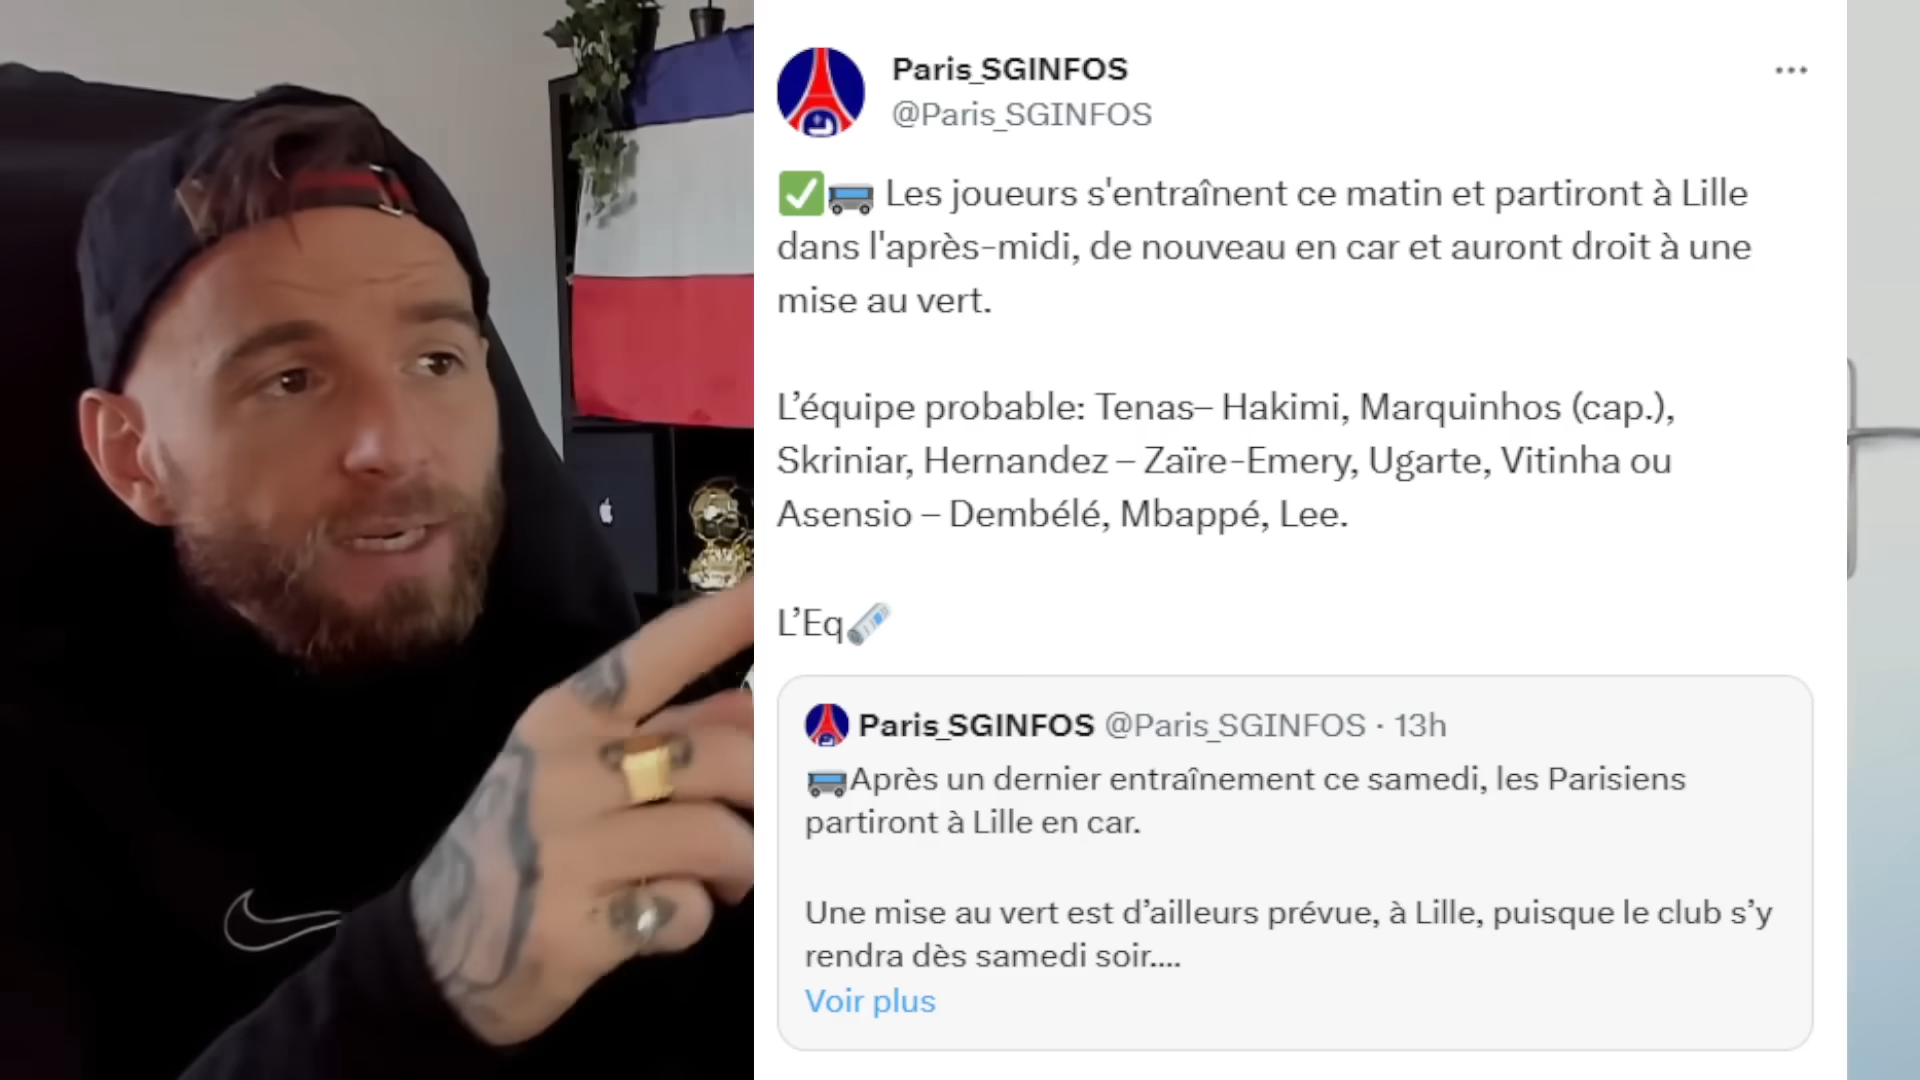 Paris_SGINFOS
@Paris_SGINFOS
Les joueurs s'entraînent ce matin et partiront à Lille
dans l'après-midi, de nouveau en car et auront droit à une
mise au vert.
L’équipe probable: Tenas– Hakimi, Marquinhos (cap.),
Skriniar, Hernandez – Zaïre-Emery, Ugarte, Vitinha ou
Asensio – Dembélé, Mbappé, Lee.
L’Eq
Paris_SGINFOS @Paris_SGINFOS · 13h
Après un dernier entraînement ce samedi, les Parisiens
partiront à Lille en car.
Une mise au vert est d’ailleurs prévue, à Lille, puisque le club s’y
rendra dès samedi soir....
Voir plus